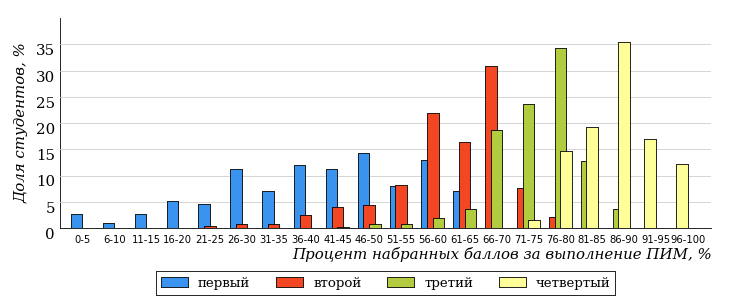 Доля студентов, %
35
30
25
20
15
10
5
0
0-5 6-10 11-15 16-20 21-25 26-30 31-35 36-40 41-45 46-50 51-55 56-60 61-65 66-70 71-75 76-80 81-85 86-90 91-95 96-100
Процент набранных баллов за выполнение ПИМ, %
первый второй третий четвертый